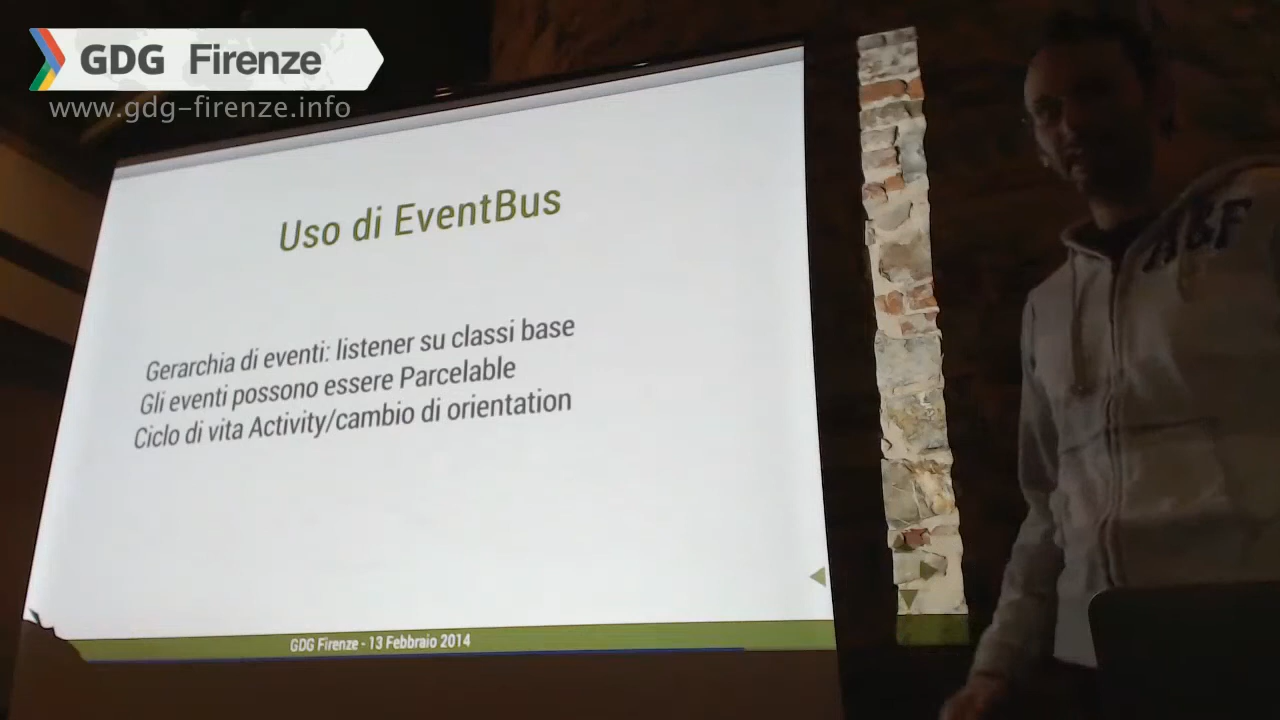 GDG Firenze
www.gdg-firenze.info
Uso di EventBus
Gerarchia di eventi: listener su classi base
Gli eventi possono essere Parcelable
Ciclo di vita Activity/cambio di orientation
GDG Firenze - 13 Febbraio 2014
A&F